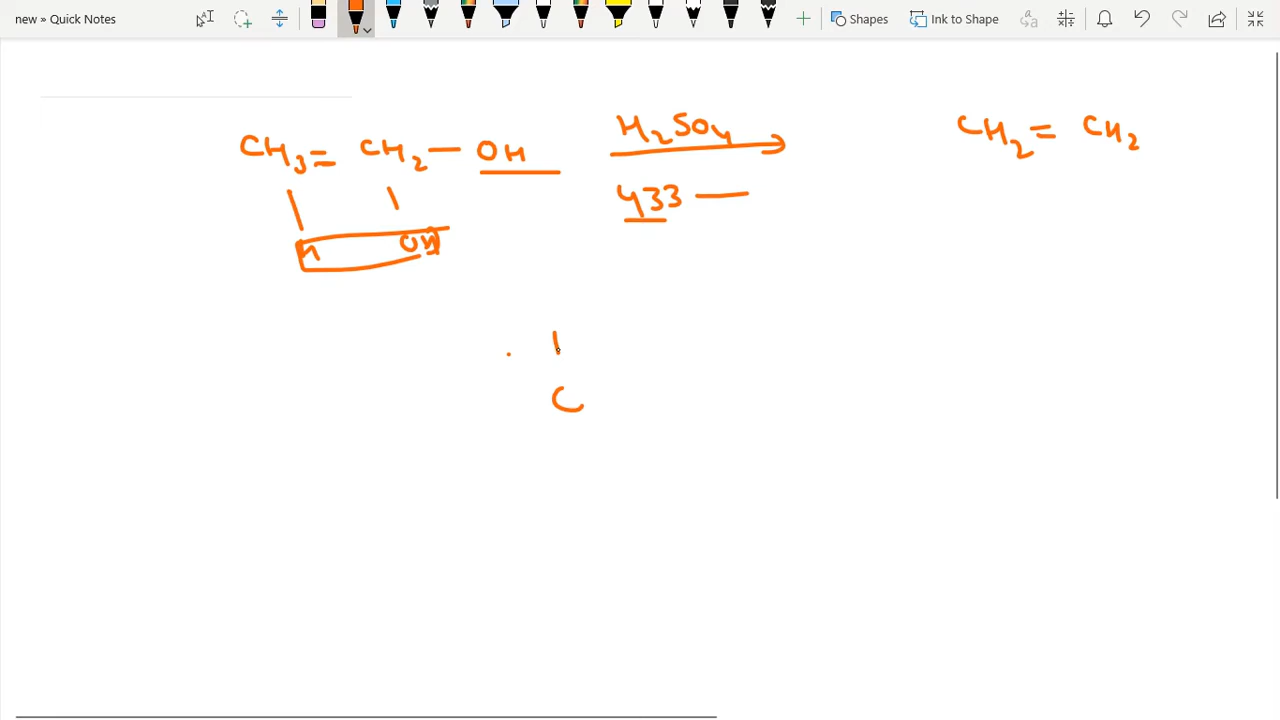 new » Quick Notes
Shapes
Ink to Shape
CH3= CH2— OH H2SO4 CH2= CH2
433 —
H OH
C